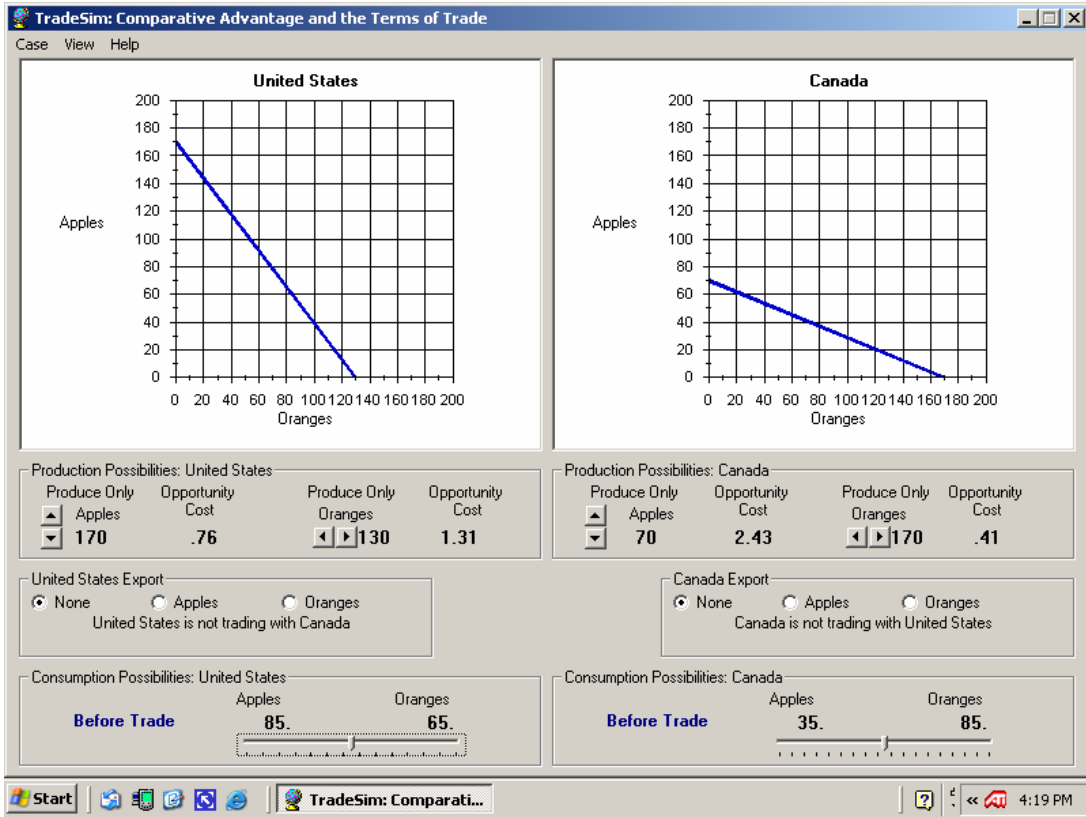 TradeSim: Comparative Advantage and the Terms of Trade
Case View Help
United States
200
180
160
140
120
Apples
100
80
60
40
20
0
0 20 40 60 80 100 120 140 160 180 200
Oranges
Canada
200
180
160
140
120
Apples
100
80
60
40
20
0
0 20 40 60 80 100 120 140 160 180 200
Oranges
Production Possibilities: United States
Produce Only Opportunity Produce Only Opportunity
Apples Cost Oranges Cost
170 .76 130 1.31
Production Possibilities: Canada
Produce Only Opportunity Produce Only Opportunity
Apples Cost Oranges Cost
70 2.43 170 .41
United States Export
None Apples Oranges
United States is not trading with Canada
Canada Export
None Apples Oranges
Canada is not trading with United States
Consumption Possibilities: United States
Apples Oranges
Before Trade 85. 65.
Consumption Possibilities: Canada
Apples Oranges
Before Trade 35. 85.
Start TradeSim: Comparati... 4:19 PM